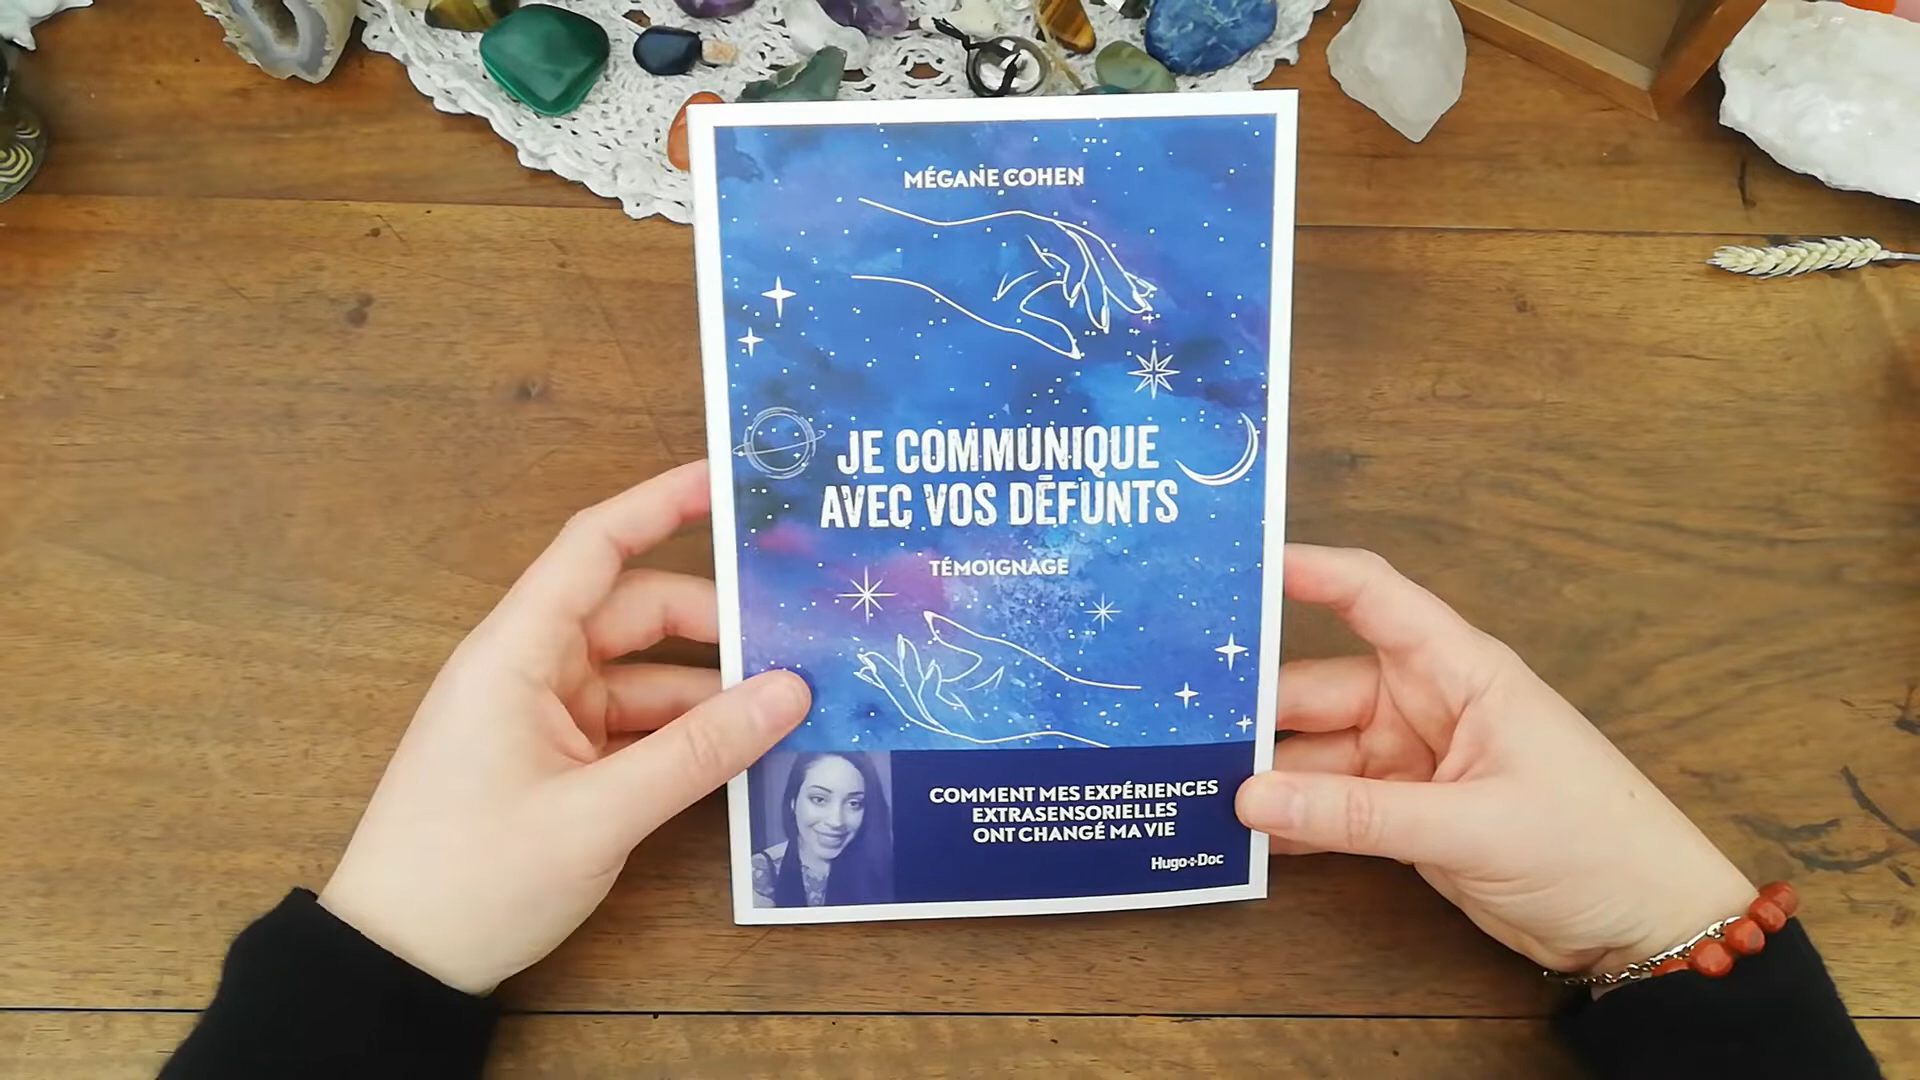 MÉGANE COHEN
JE COMMUNIQUE
AVEC VOS DÉFUNTS
TÉMOIGNAGE
COMMENT MES EXPÉRIENCES
EXTRASENSORIELLES
ONT CHANGÉ MA VIE
Hugo+Doc